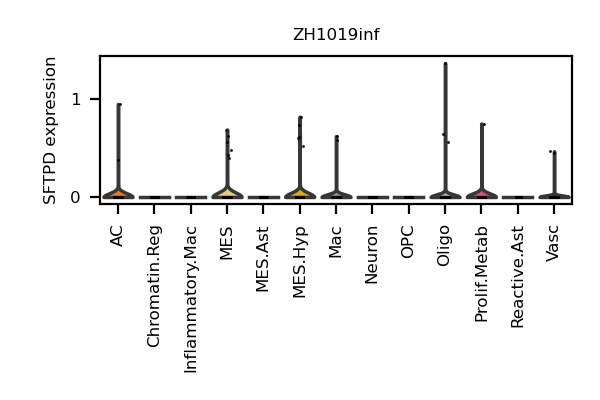 ZH1019inf
SFTPD expression
1
0
AC
Chromatin.Reg
Inflammatory.Mac
MES
MES.Ast
MES.Hyp
Mac
Neuron
OPC
Oligo
Prolif.Metab
Reactive.Ast
Vasc